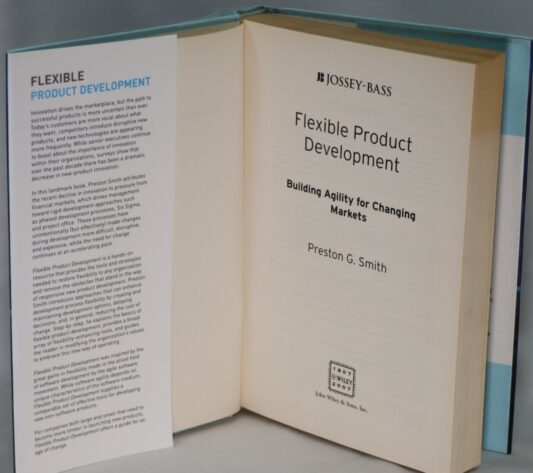 FLEXIBLE
PRODUCT DEVELOPMENT
Innovation drives the marketplace, but the path to
successful products is more uncertain than ever.
Today's customers are more vocal about what
they want, competitors introduce disruptive new
products, and new technologies are appearing
more frequently. While senior executives continue
to boast about the importance of innovation
within their organizations, surveys show that
over the past decade there has been a dramatic
decrease in new-product innovation.
In this landmark book, Preston Smith attributes
the recent decline in innovation to pressure from
financial markets, which drives management
toward rigid development approaches such
as phased development processes, Six Sigma,
and project office. These processes have
unintentionally (but effectively) made changes
during development more difficult, disruptive,
and expensive, while the need for change
continues at an accelerating pace.
Flexible Product Development is a hands-on
resource that provides the tools and strategies
needed to restore flexibility to any organization
and remove the obstacles that stand in the way
of responsive new product development. Preston
Smith introduces approaches that can enhance
development process flexibility by creating and
maintaining development options, delaying
decisions, and, in general, reducing the cost of
change. Step-by-step, he explains the basics of
flexible product development, provides a broad
array of flexibility-enhancing tools, and guides
the reader in modifying the organization's values
to embrace this new way of operating.
Flexible Product Development was inspired by the
great gains in flexibility made in the allied field
of software development by the agile software
movement. While software agility depends on
unique characteristics of the software medium,
Flexible Product Development supplies a
comparable set of effective tools for developing
new non-software products.
For companies both large and small that need to
become more limber in launching new products,
Flexible Product Development offers a guide for an
age of change.
JOSSEY-BASS
Flexible Product
Development
Building Agility for Changing
Markets
Preston G. Smith
1807
WILEY
2007
John Wiley & Sons, Inc.